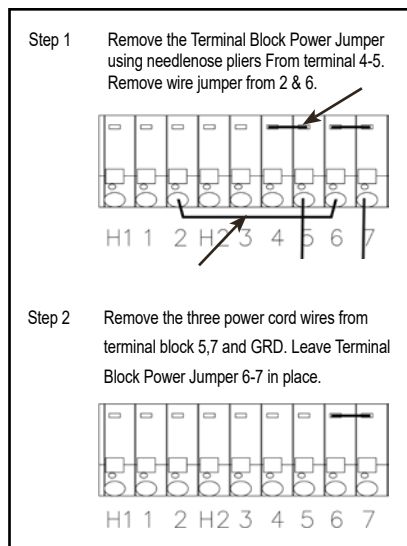 Step 1 Remove the Terminal Block Power Jumper
using needlenose pliers From terminal 4-5.
Remove wire jumper from 2 & 6.
H1 1 2 H2 3 4 5 6 7
Step 2 Remove the three power cord wires from
terminal block 5,7 and GRD. Leave Terminal
Block Power Jumper 6-7 in place.
H1 1 2 H2 3 4 5 6 7